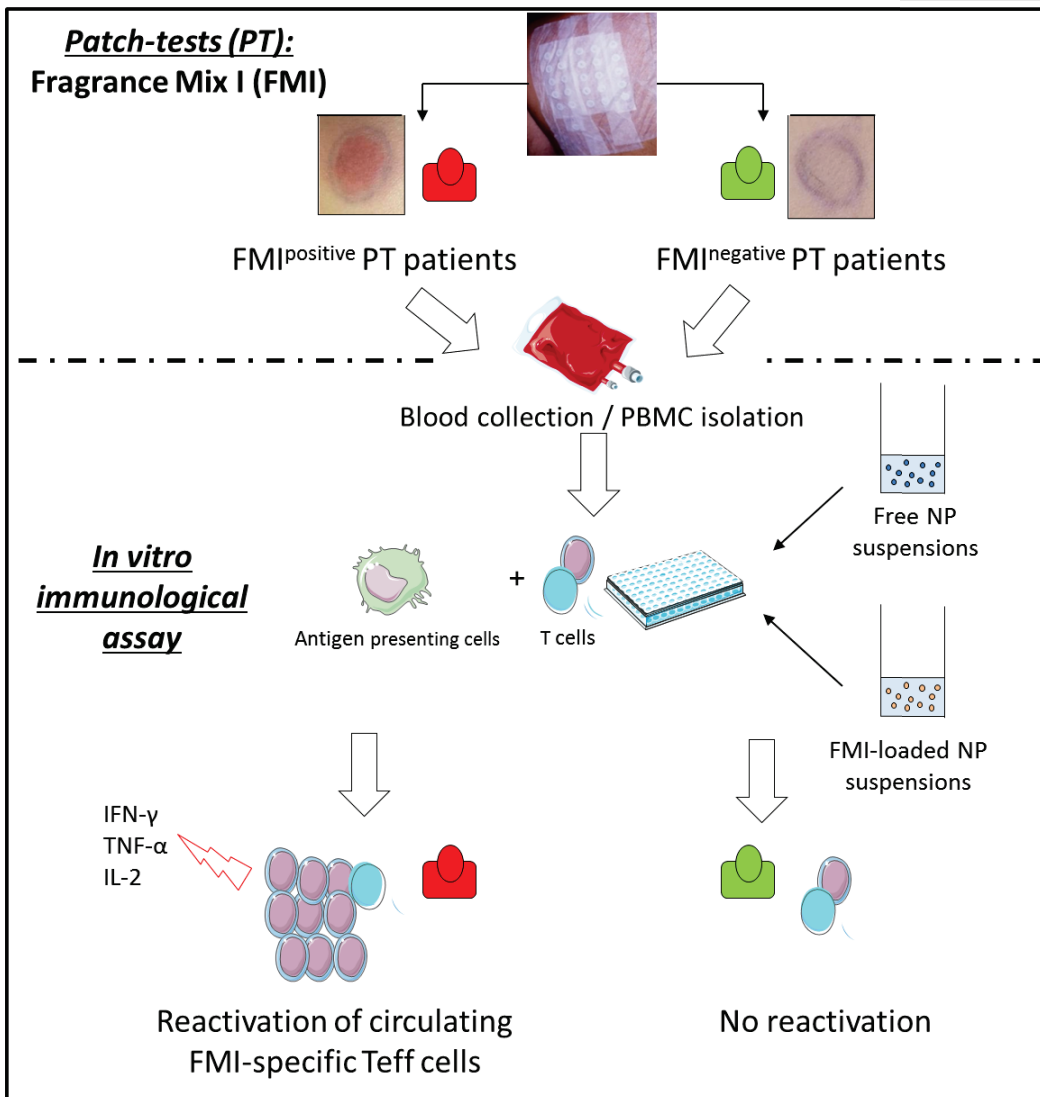 Patch-tests (PT):
Fragrance Mix I (FMI)
FMIpositive PT patients
FMInegative PT patients
Blood collection / PBMC isolation
Free NP
suspensions
In vitro
immunological
assay
+
Antigen presenting cells
T cells
FMI-loaded NP
suspensions
IFN-γ
TNF-α
IL-2
Reactivation of circulating
FMI-specific Teff cells
No reactivation